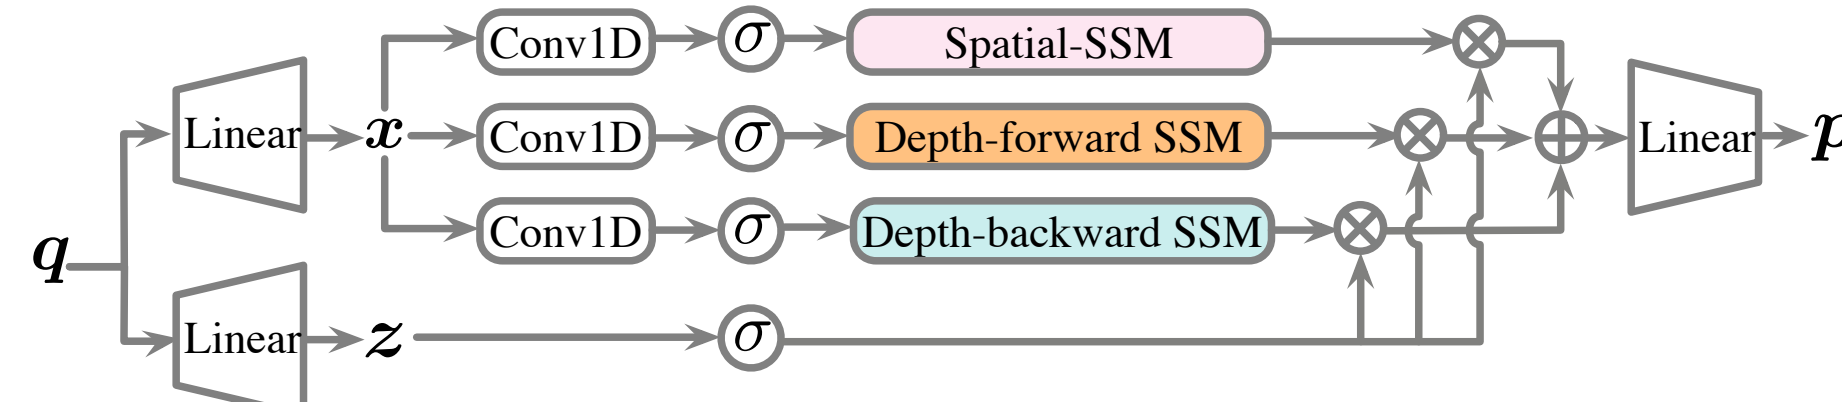 Conv1D σ Spatial-SSM
Linear x Conv1D σ Depth-forward SSM Linear p
Conv1D σ Depth-backward SSM
q
Linear z σ